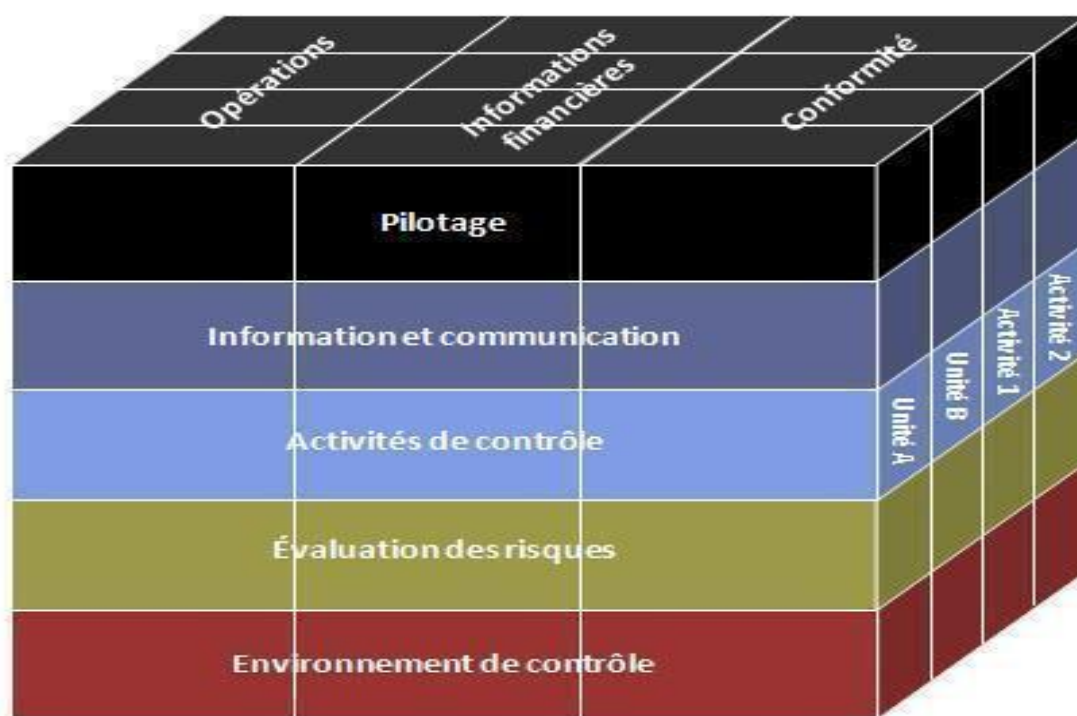 Opérations
Informations
financières
Conformité
Pilotage
Information et communication
Activités de contrôle
Évaluation des risques
Environnement de contrôle
Unité A
Unité B
Activité 1
Activité 2